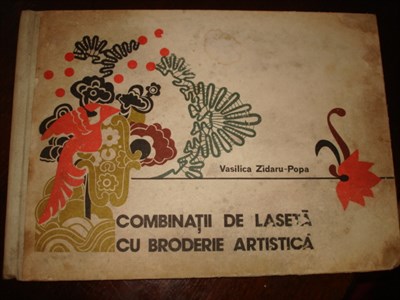 Vasilica Zidaru-Popa
COMBINAȚII DE LASETĂ
CU BRODERIE ARTISTICĂ